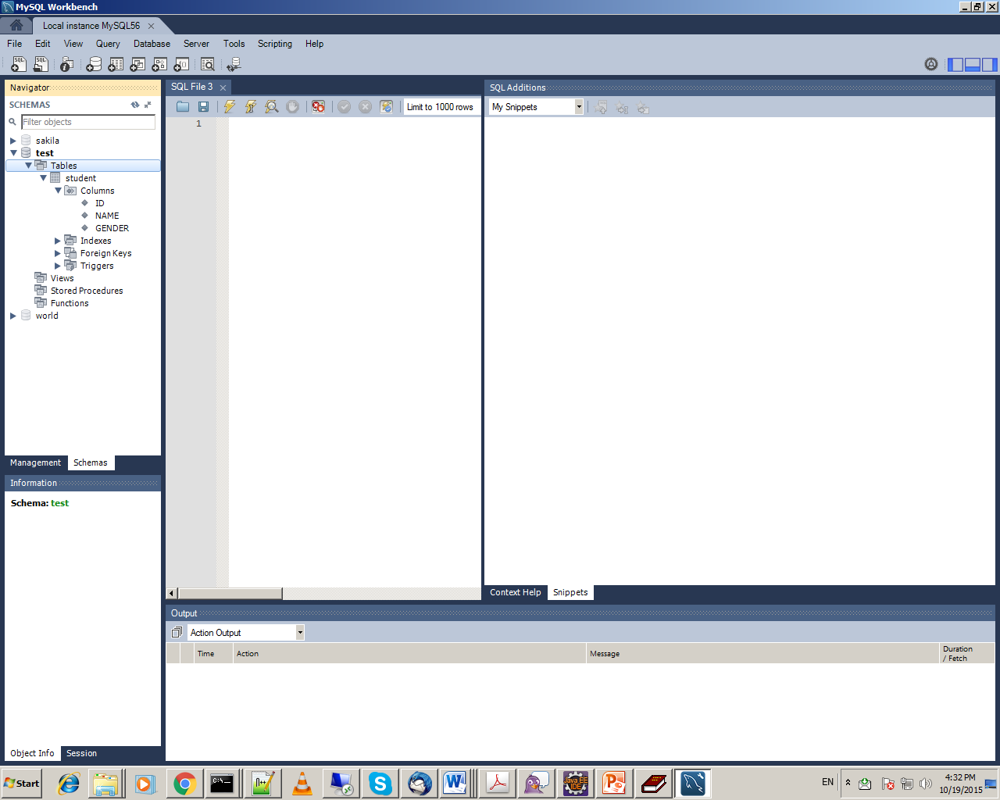 MySQL Workbench
Local instance MySQL56
File Edit View Query Database Server Tools Scripting Help
Navigator
SCHEMAS
Filter objects
sakila
test
Tables
student
Columns
ID
NAME
GENDER
Indexes
Foreign Keys
Triggers
Views
Stored Procedures
Functions
world
Management Schemas
Information
Schema: test
Object Info Session
SQL File 3
Limit to 1000 rows
1
SQL Additions
My Snippets
Context Help Snippets
Output
Action Output
Time Action Message Duration / Fetch
Start
EN
4:32 PM
10/19/2015